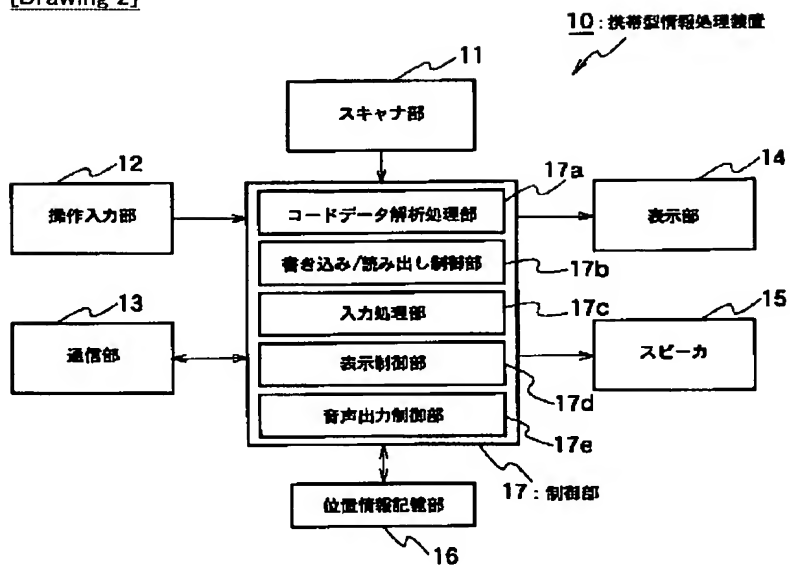 [Drawing 2]
10 : 携帯型情報処理装置
11
スキャナ部
12
操作入力部
17a
コードデータ解析処理部
14
表示部
書き込み/読み出し制御部
17b
13
通信部
入力処理部
17c
15
スピーカ
表示制御部
17d
音声出力制御部
17e
17 : 制御部
位置情報記憶部
16